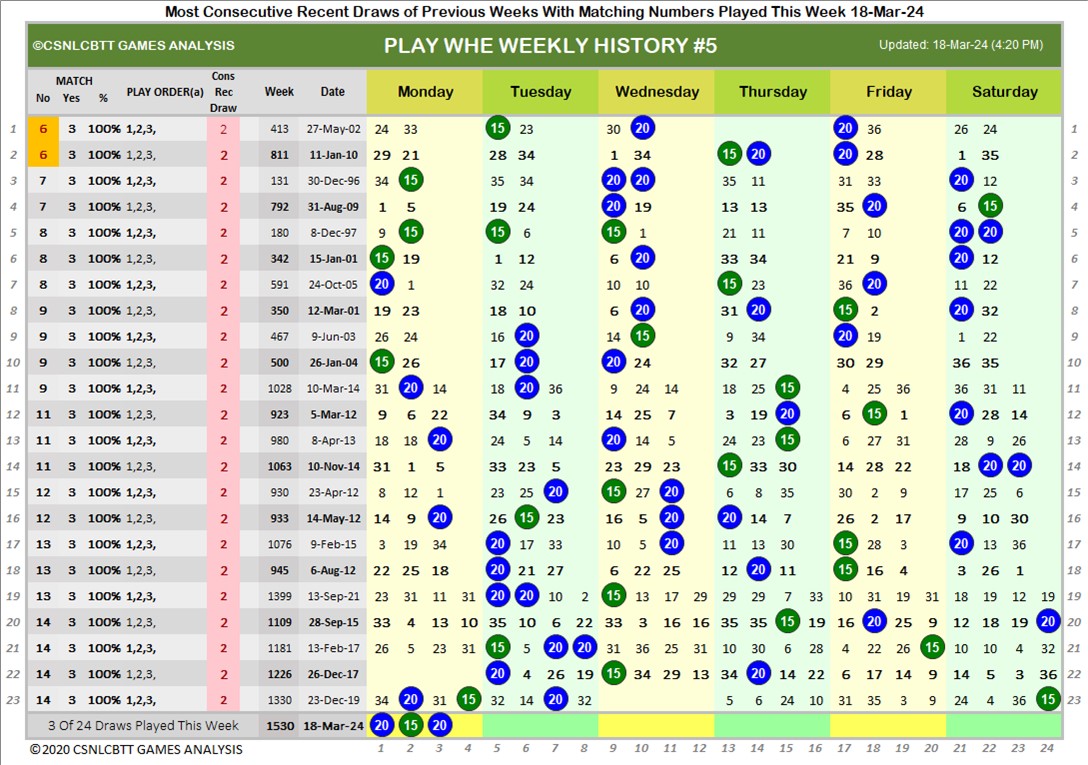 Most Consecutive Recent Draws of Previous Weeks With Matching Numbers Played This Week 18-Mar-24
©CSNLCBTT GAMES ANALYSIS PLAY WHE WEEKLY HISTORY #5 Updated: 18-Mar-24 (4:20 PM)
MATCH Cons
No Yes % PLAY ORDER(a) Rec Week Date Monday Tuesday Wednesday Thursday Friday Saturday
Draw
1 6 3 100% 1,2,3, 2 413 27-May-02 24 33 15 23 30 20 20 36 26 24 1
2 6 3 100% 1,2,3, 2 811 11-Jan-10 29 21 28 34 1 34 15 20 20 28 1 35 2
3 7 3 100% 1,2,3, 2 131 30-Dec-96 34 15 35 34 20 20 35 11 31 33 20 12 3
4 7 3 100% 1,2,3, 2 792 31-Aug-09 1 5 19 24 20 19 13 13 35 20 6 15 4
5 8 3 100% 1,2,3, 2 180 8-Dec-97 9 15 15 6 15 1 21 11 7 10 20 20 5
6 8 3 100% 1,2,3, 2 342 15-Jan-01 15 19 1 12 6 20 33 34 21 9 20 12 6
7 8 3 100% 1,2,3, 2 591 24-Oct-05 20 1 32 24 10 10 15 23 36 20 11 22 7
8 9 3 100% 1,2,3, 2 350 12-Mar-01 19 23 18 10 6 20 31 20 15 2 20 32 8
9 9 3 100% 1,2,3, 2 467 9-Jun-03 26 24 16 20 14 15 9 34 20 19 1 22 9
10 9 3 100% 1,2,3, 2 500 26-Jan-04 15 26 17 20 20 24 32 27 30 29 36 35 10
11 9 3 100% 1,2,3, 2 1028 10-Mar-14 31 20 14 18 20 36 9 24 14 18 25 15 4 25 36 36 31 11 11
12 11 3 100% 1,2,3, 2 923 5-Mar-12 9 6 22 34 9 3 14 25 7 3 19 20 6 15 1 20 28 14 12
13 11 3 100% 1,2,3, 2 980 8-Apr-13 18 18 20 24 5 14 20 14 5 24 23 15 6 27 31 28 9 26 13
14 11 3 100% 1,2,3, 2 1063 10-Nov-14 31 1 5 33 23 5 23 29 23 15 33 30 14 28 22 18 20 20 14
15 12 3 100% 1,2,3, 2 930 23-Apr-12 8 12 1 23 25 20 15 27 20 6 8 35 30 2 9 17 25 6 15
16 12 3 100% 1,2,3, 2 933 14-May-12 14 9 20 26 15 23 16 5 20 20 14 7 26 2 17 9 10 30 16
17 13 3 100% 1,2,3, 2 1076 9-Feb-15 3 19 34 20 17 33 10 5 20 11 13 30 15 28 3 20 13 36 17
18 13 3 100% 1,2,3, 2 945 6-Aug-12 22 25 18 20 21 27 6 22 25 12 20 11 15 16 4 3 26 1 18
19 13 3 100% 1,2,3, 2 1399 13-Sep-21 23 31 11 31 20 20 10 2 15 13 17 29 29 29 7 33 10 31 19 31 18 19 12 19 19
20 14 3 100% 1,2,3, 2 1109 28-Sep-15 33 4 13 10 35 10 6 22 33 3 16 16 35 35 15 19 16 20 25 9 12 18 19 20 20
21 14 3 100% 1,2,3, 2 1181 13-Feb-17 26 5 23 31 15 5 20 20 31 36 25 31 10 30 6 28 4 22 26 15 10 10 4 32 21
22 14 3 100% 1,2,3, 2 1226 26-Dec-17 20 4 26 19 15 34 29 13 34 20 14 22 6 17 14 9 14 5 3 36 22
23 14 3 100% 1,2,3, 2 1330 23-Dec-19 34 20 31 15 32 14 20 32 5 6 24 10 31 35 3 9 24 4 36 15 23
3 Of 24 Draws Played This Week 1530 18-Mar-24 20 15 20
© 2020 CSNLCBTT GAMES ANALYSIS 1 2 3 4 5 6 7 8 9 10 11 12 13 14 15 16 17 18 19 20 21 22 23 24